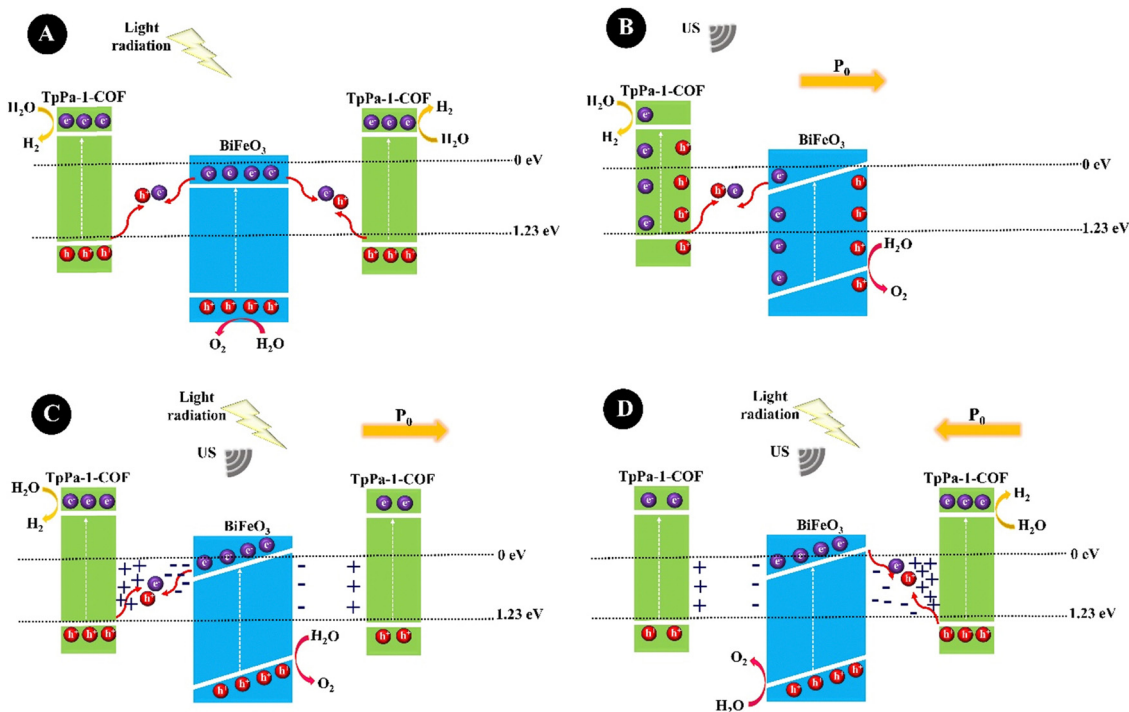 A
Light
radiation
TpPa-1-COF
TpPa-1-COF
H₂O
H₂
e⁻ e⁻ e⁻
BiFeO₃
e⁻ e⁻ e⁻
H₂
H₂O
0 eV
e⁻ e⁻ e⁻ e⁻
h⁺ e⁻
e⁻ h⁺
1.23 eV
h⁺ h⁺ h⁺
h⁺ h⁺ h⁺
h⁺ h⁺ h⁺ h⁺
O₂
H₂O
B
US
P₀
TpPa-1-COF
H₂O
H₂
e⁻
BiFeO₃
e⁻ h⁺
0 eV
e⁻ h⁺
h⁺ e⁻
e⁻ h⁺
e⁻ h⁺
e⁻ h⁺
1.23 eV
h⁺
e⁻ h⁺
H₂O
e⁻ h⁺
O₂
C
Light
radiation
P₀
US
TpPa-1-COF
TpPa-1-COF
H₂O
H₂
e⁻ e⁻ e⁻
e⁻ e⁻
BiFeO₃
e⁻ e⁻ e⁻ e⁻
0 eV
e⁻
h⁺
1.23 eV
h⁺ h⁺ h⁺
h⁺ h⁺
H₂O
O₂
h⁺ h⁺ h⁺ h⁺
D
Light
radiation
P₀
US
TpPa-1-COF
TpPa-1-COF
e⁻ e⁻
e⁻ e⁻ e⁻
H₂
H₂O
BiFeO₃
e⁻ e⁻ e⁻ e⁻
0 eV
e⁻
h⁺
1.23 eV
h⁺ h⁺
h⁺ h⁺ h⁺
O₂
H₂O
h⁺ h⁺ h⁺ h⁺